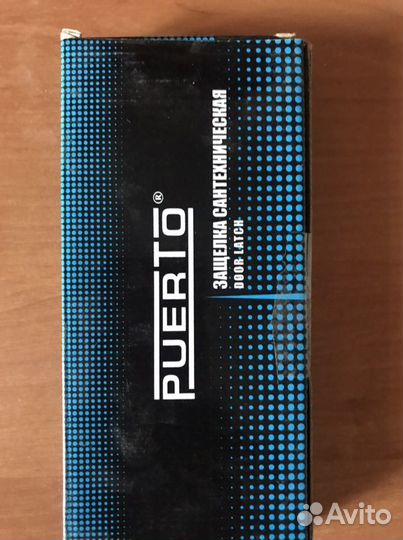 PUERTO®
ЗАЩЕЛКА САНТЕХНИЧЕСКАЯ
DOOR LATCH
Avito